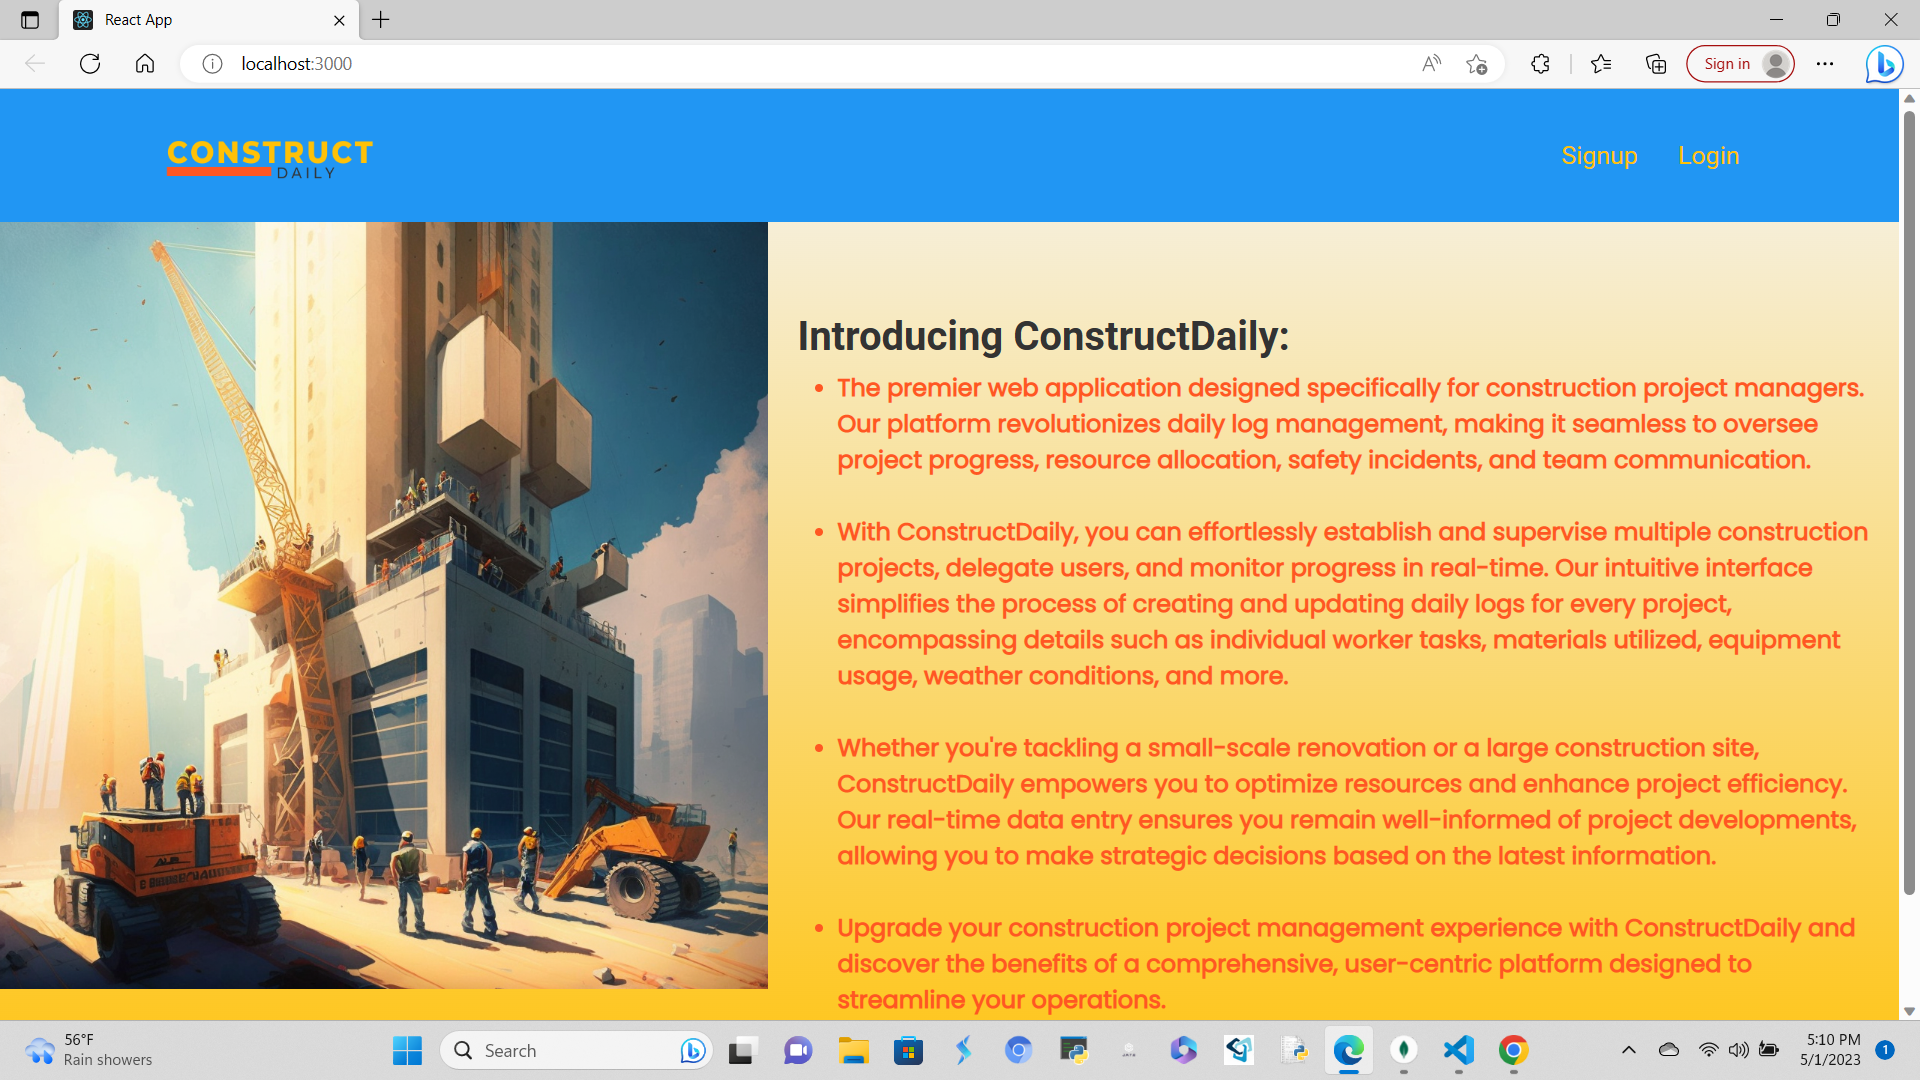 React App
localhost:3000
Sign in
CONSTRUCT
DAILY
Signup Login
Introducing ConstructDaily:
• The premier web application designed specifically for construction project managers.
Our platform revolutionizes daily log management, making it seamless to oversee
project progress, resource allocation, safety incidents, and team communication.
• With ConstructDaily, you can effortlessly establish and supervise multiple construction
projects, delegate users, and monitor progress in real-time. Our intuitive interface
simplifies the process of creating and updating daily logs for every project,
encompassing details such as individual worker tasks, materials utilized, equipment
usage, weather conditions, and more.
• Whether you're tackling a small-scale renovation or a large construction site,
ConstructDaily empowers you to optimize resources and enhance project efficiency.
Our real-time data entry ensures you remain well-informed of project developments,
allowing you to make strategic decisions based on the latest information.
• Upgrade your construction project management experience with ConstructDaily and
discover the benefits of a comprehensive, user-centric platform designed to
streamline your operations.
56°F
Rain showers
Search
5:10 PM
5/1/2023
1